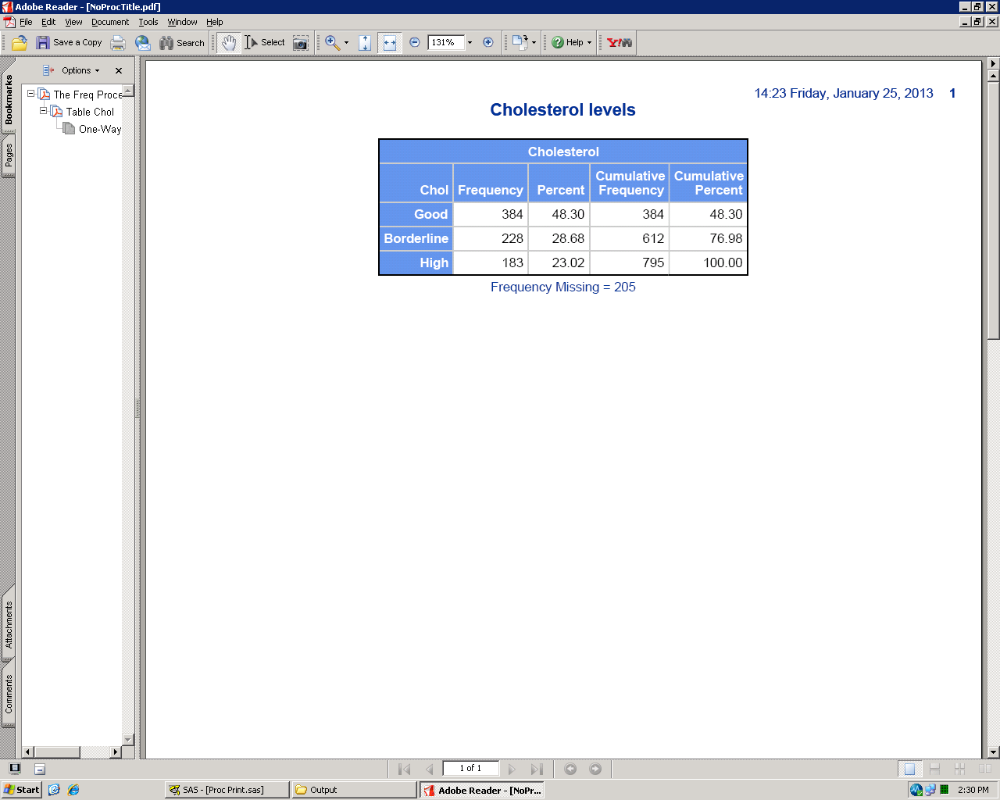 Adobe Reader - [NoProcTitle.pdf]
File Edit View Document Tools Window Help
Save a Copy Search Select 131% Help Y!
Options
Bookmarks
Pages
Attachments
Comments
The Freq Proce
Table Chol
One-Way
14:23 Friday, January 25, 2013 1
Cholesterol levels
Cholesterol
Chol Frequency Percent Cumulative Frequency Cumulative Percent
Good 384 48.30 384 48.30
Borderline 228 28.68 612 76.98
High 183 23.02 795 100.00
Frequency Missing = 205
1 of 1
Start SAS - [Proc Print.sas] Output Adobe Reader - [NoPr... 2:30 PM